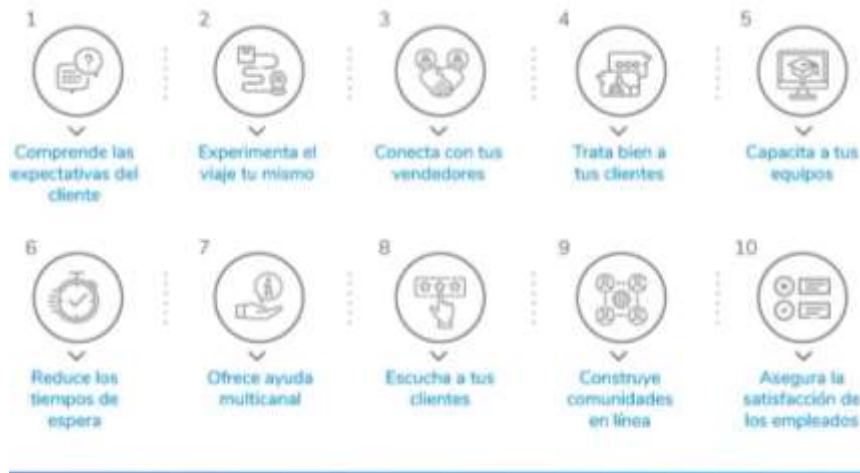 1
Comprende las
expectativas del
cliente
2
Experimenta el
viaje tu mismo
3
Conecta con tus
vendedores
4
Trata bien a
tus clientes
5
Capacita a tus
equipos
6
Reduce los
tiempos de
espera
7
Ofrece ayuda
multicanal
8
Escucha a tus
clientes
9
Construye
comunidades
en línea
10
Asegura la
satisfacción de
los empleados